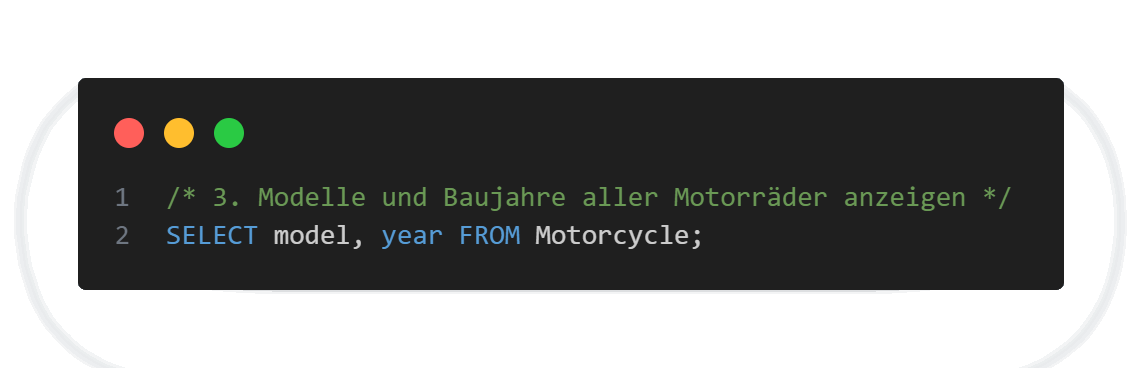 1 /* 3. Modelle und Baujahre aller Motorräder anzeigen */
2 SELECT model, year FROM Motorcycle;